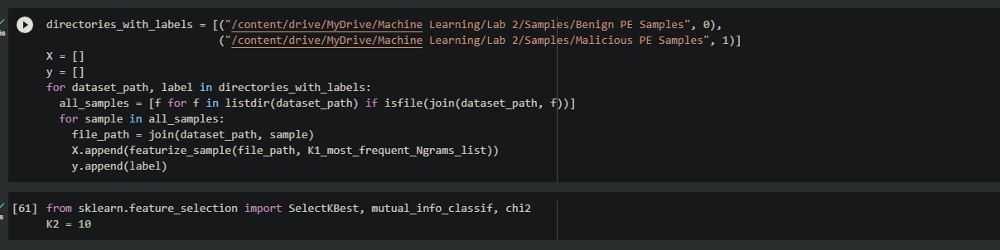 directories_with_labels = [("/content/drive/MyDrive/Machine Learning/Lab 2/Samples/Benign PE Samples", 0),
("/content/drive/MyDrive/Machine Learning/Lab 2/Samples/Malicious PE Samples", 1)]
X = []
y = []
for dataset_path, label in directories_with_labels:
  all_samples = [f for f in listdir(dataset_path) if isfile(join(dataset_path, f))]
  for sample in all_samples:
    file_path = join(dataset_path, sample)
    X.append(featurize_sample(file_path, K1_most_frequent_Ngrams_list))
    y.append(label)
[61] from sklearn.feature_selection import SelectKBest, mutual_info_classif, chi2
K2 = 10